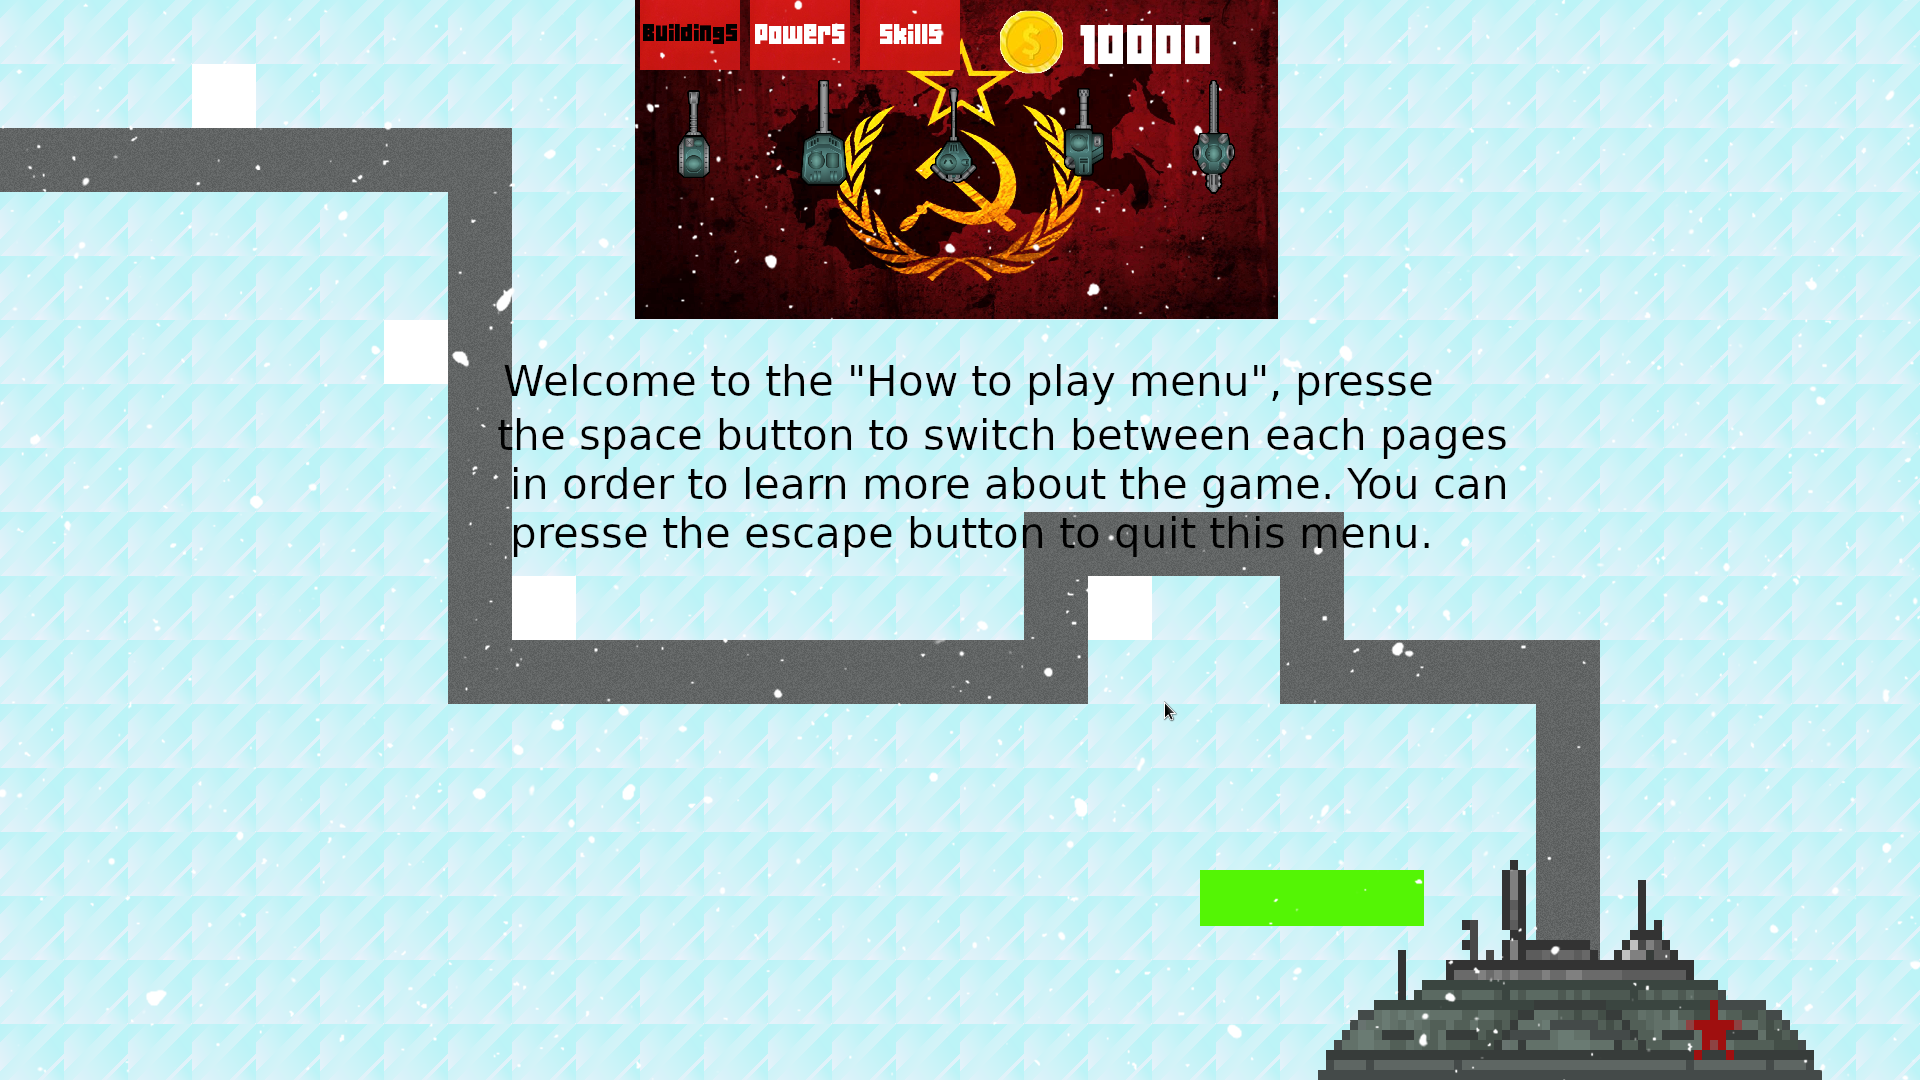 Buildings Powers Skills $ 10000
Welcome to the "How to play menu", presse
the space button to switch between each pages
in order to learn more about the game. You can
presse the escape button to quit this menu.